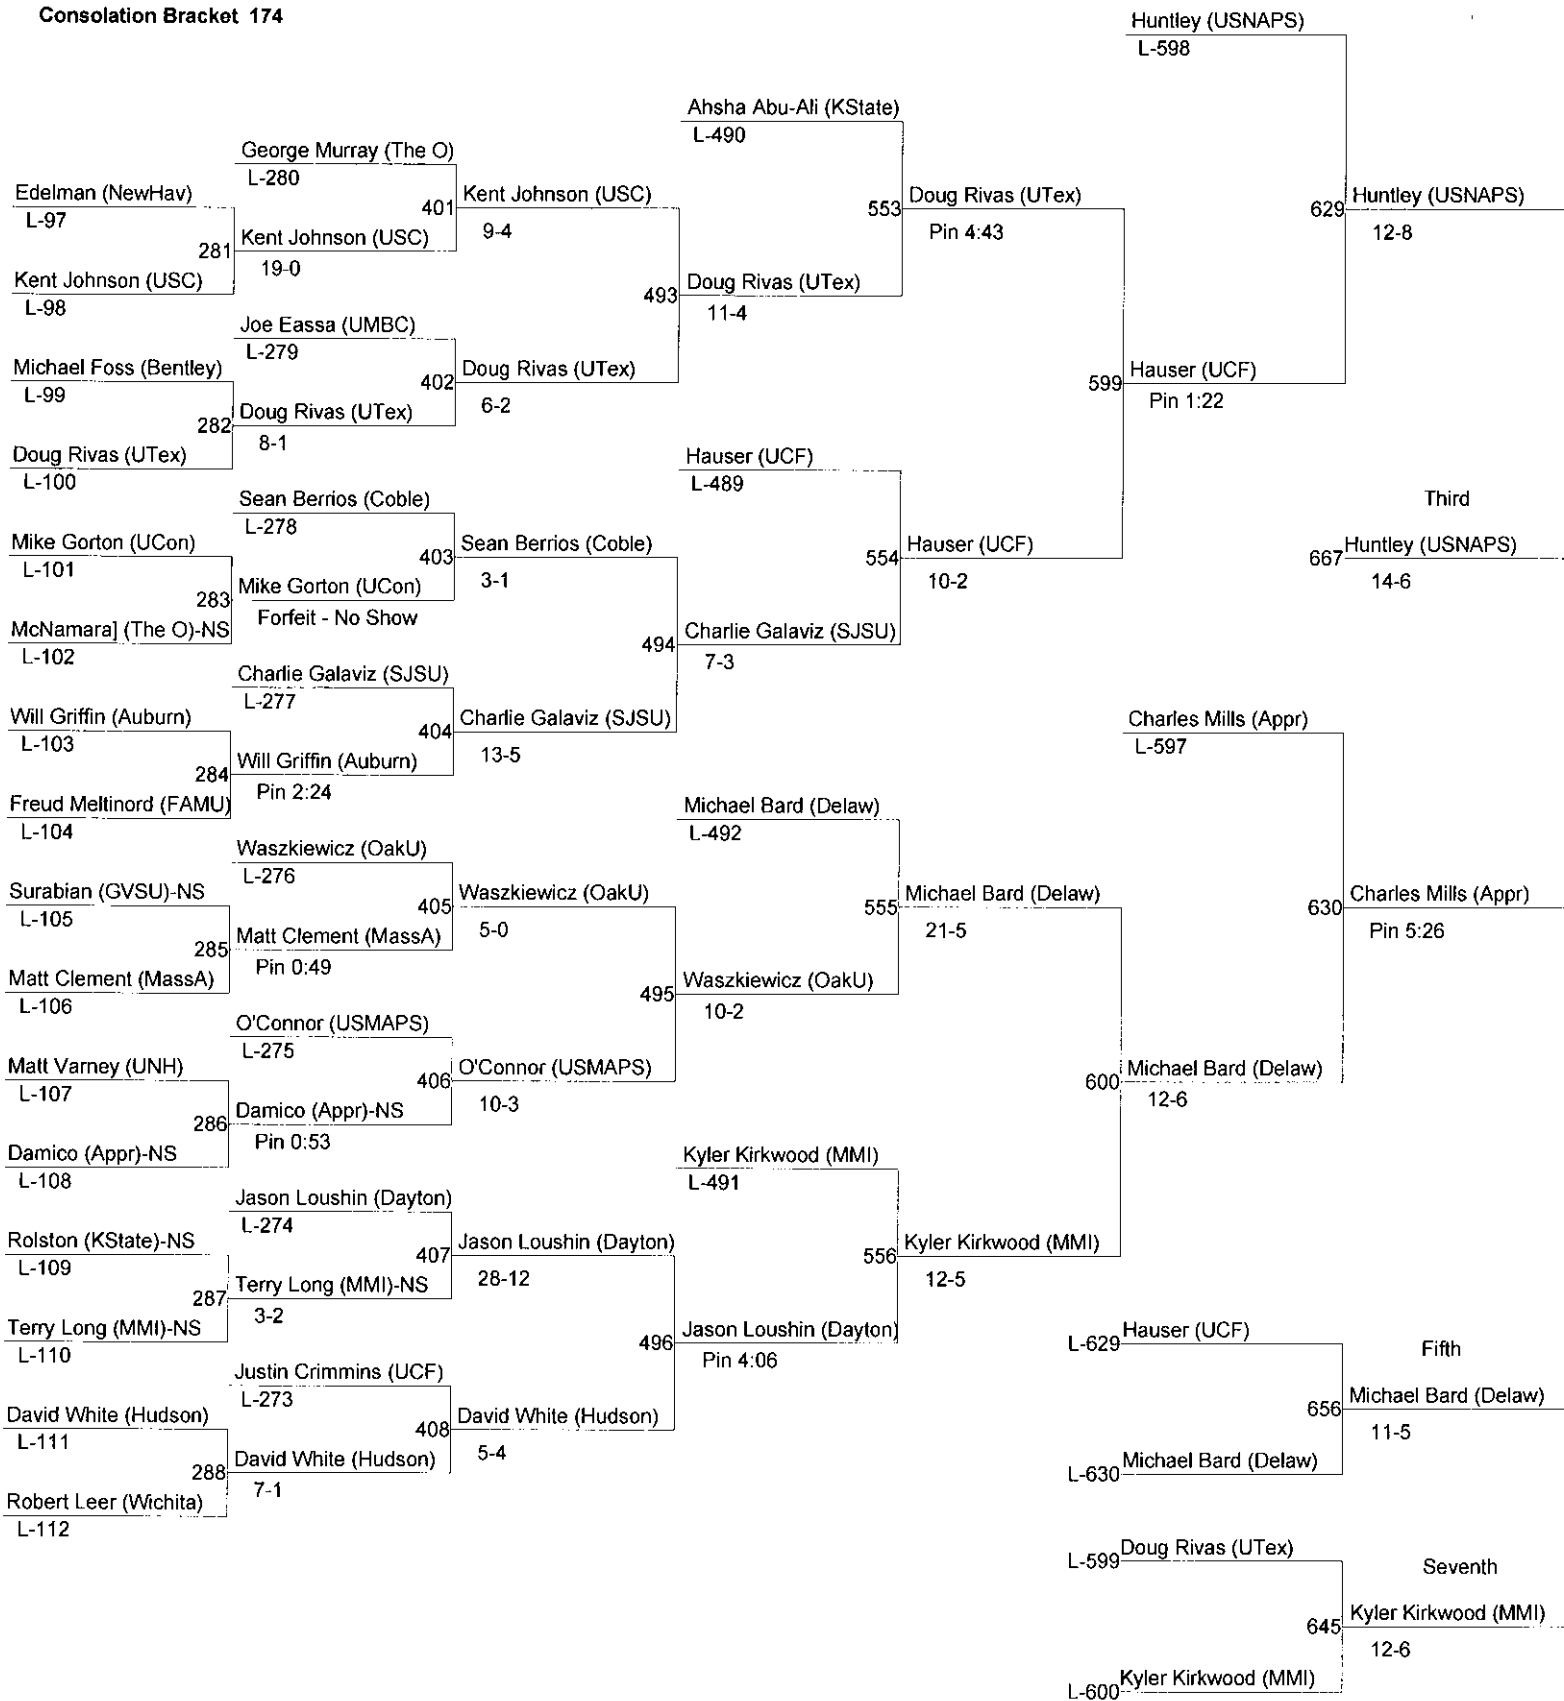 Consolation Bracket 174
Edelman (NewHav)
L-97
Kent Johnson (USC)
L-98
Michael Foss (Bentley)
L-99
Doug Rivas (UTex)
L-100
Mike Gorton (UCon)
L-101
McNamara] (The O)-NS
L-102
Will Griffin (Auburn)
L-103
Freud Meltinord (FAMU)
L-104
Surabian (GVSU)-NS
L-105
Matt Clement (MassA)
L-106
Matt Varney (UNH)
L-107
Damico (Appr)-NS
L-108
Rolston (KState)-NS
L-109
Terry Long (MMI)-NS
L-110
David White (Hudson)
L-111
Robert Leer (Wichita)
L-112
George Murray (The O)
L-280
281
Kent Johnson (USC)
19-0
Joe Eassa (UMBC)
L-279
282
Doug Rivas (UTex)
8-1
Sean Berrios (Coble)
L-278
283
Mike Gorton (UCon)
Forfeit - No Show
Charlie Galaviz (SJSU)
L-277
284
Will Griffin (Auburn)
Pin 2:24
Waszkiewicz (OakU)
L-276
285
Matt Clement (MassA)
Pin 0:49
O'Connor (USMAPS)
L-275
286
Damico (Appr)-NS
Pin 0:53
Jason Loushin (Dayton)
L-274
287
Terry Long (MMI)-NS
3-2
Justin Crimmins (UCF)
L-273
288
David White (Hudson)
7-1
401
Kent Johnson (USC)
9-4
402
Doug Rivas (UTex)
6-2
403
Sean Berrios (Coble)
3-1
404
Charlie Galaviz (SJSU)
13-5
405
Waszkiewicz (OakU)
5-0
406
O'Connor (USMAPS)
10-3
407
Jason Loushin (Dayton)
28-12
408
David White (Hudson)
5-4
Ahsha Abu-Ali (KState)
L-490
493
Doug Rivas (UTex)
11-4
Hauser (UCF)
L-489
494
Charlie Galaviz (SJSU)
7-3
Michael Bard (Delaw)
L-492
495
Waszkiewicz (OakU)
10-2
Kyler Kirkwood (MMI)
L-491
496
Jason Loushin (Dayton)
Pin 4:06
553
Doug Rivas (UTex)
Pin 4:43
554
Hauser (UCF)
10-2
555
Michael Bard (Delaw)
21-5
556
Kyler Kirkwood (MMI)
12-5
Huntley (USNAPS)
L-598
599
Hauser (UCF)
Pin 1:22
Charles Mills (Appr)
L-597
600
Michael Bard (Delaw)
12-6
629
Huntley (USNAPS)
12-8
Third
667
Huntley (USNAPS)
14-6
630
Charles Mills (Appr)
Pin 5:26
L-629
Hauser (UCF)
Fifth
656
Michael Bard (Delaw)
11-5
L-630
Michael Bard (Delaw)
L-599
Doug Rivas (UTex)
Seventh
645
Kyler Kirkwood (MMI)
12-6
L-600
Kyler Kirkwood (MMI)